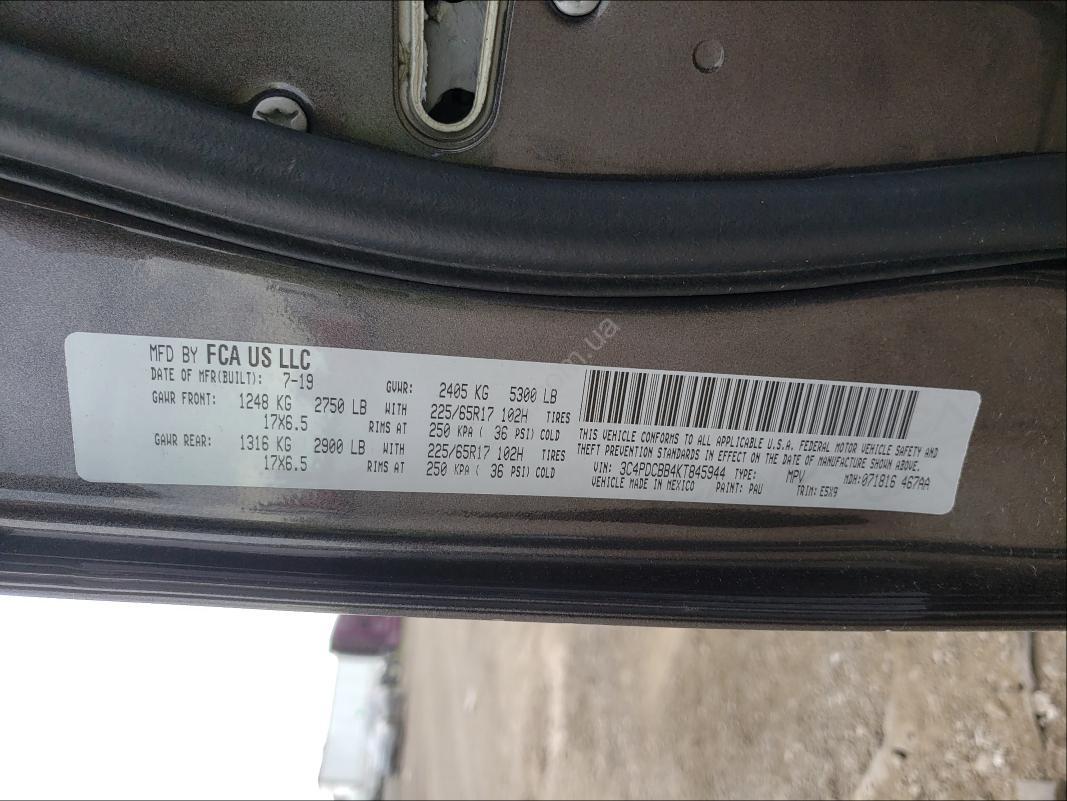 MFD BY FCA US LLC
DATE OF MFR(BUILT): 7-19 GVWR: 2405 KG 5300 LB
GAWR FRONT: 1248 KG 2750 LB WITH 225/65R17 102H TIRES
17X6.5 RIMS AT 250 KPA ( 36 PSI) COLD
GAWR REAR: 1316 KG 2900 LB WITH 225/65R17 102H TIRES
17X6.5 RIMS AT 250 KPA ( 36 PSI) COLD
THIS VEHICLE CONFORMS TO ALL APPLICABLE U.S.A. FEDERAL MOTOR VEHICLE SAFETY AND
THEFT PREVENTION STANDARDS IN EFFECT ON THE DATE OF MANUFACTURE SHOWN ABOVE.
VIN: 3C4PDCBB4KT845944 TYPE: MPV MDH:071816 467AA
VEHICLE MADE IN MEXICO PAINT: PAU TRIM: E5X9